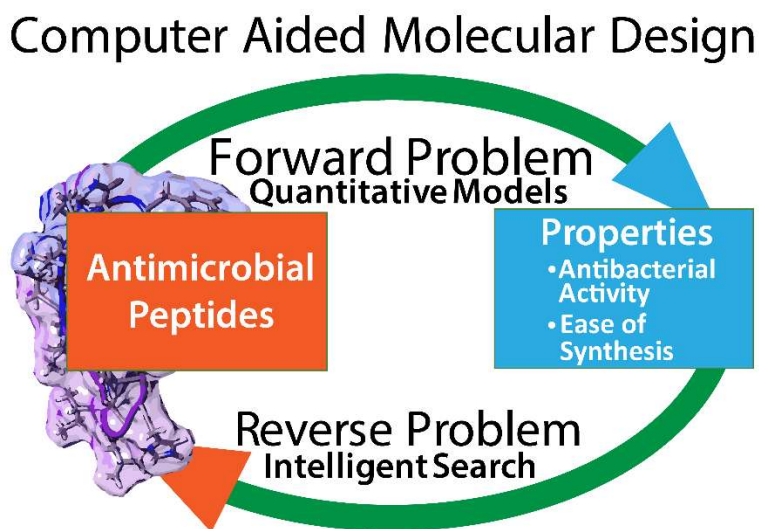 Computer Aided Molecular Design
Forward Problem
Quantitative Models
Antimicrobial
Peptides
Properties
•Antibacterial
Activity
•Ease of
Synthesis
Reverse Problem
Intelligent Search